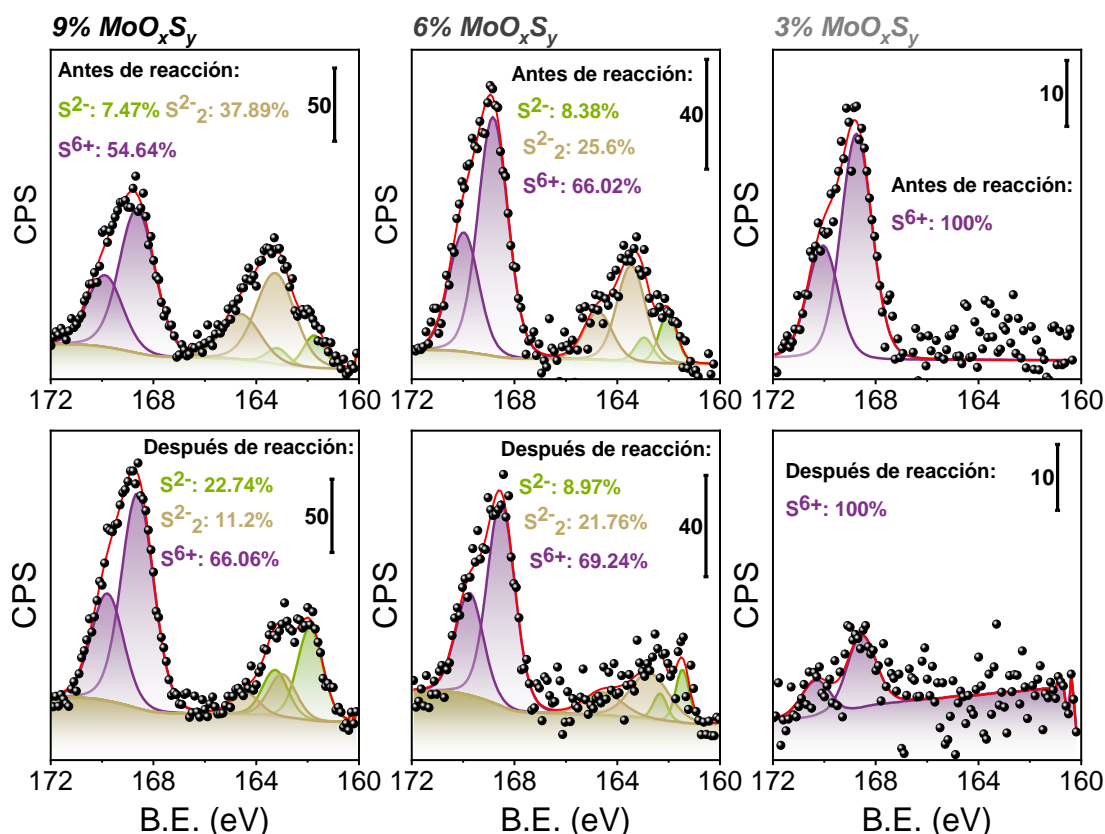 9% MoOₓSᵧ
6% MoOₓSᵧ
3% MoOₓSᵧ
Antes de reacción:
S²⁻: 7.47% S²⁻₂: 37.89%
S⁶⁺: 54.64%
50
CPS
172 168 164 160
Antes de reacción:
S²⁻: 8.38%
S²⁻₂: 25.6%
S⁶⁺: 66.02%
40
CPS
172 168 164 160
Antes de reacción:
S⁶⁺: 100%
10
CPS
172 168 164 160
Después de reacción:
S²⁻: 22.74%
S²⁻₂: 11.2%
S⁶⁺: 66.06%
50
CPS
172 168 164 160
B.E. (eV)
Después de reacción:
S²⁻: 8.97%
S²⁻₂: 21.76%
S⁶⁺: 69.24%
40
CPS
172 168 164 160
B.E. (eV)
Después de reacción:
S⁶⁺: 100%
10
CPS
172 168 164 160
B.E. (eV)